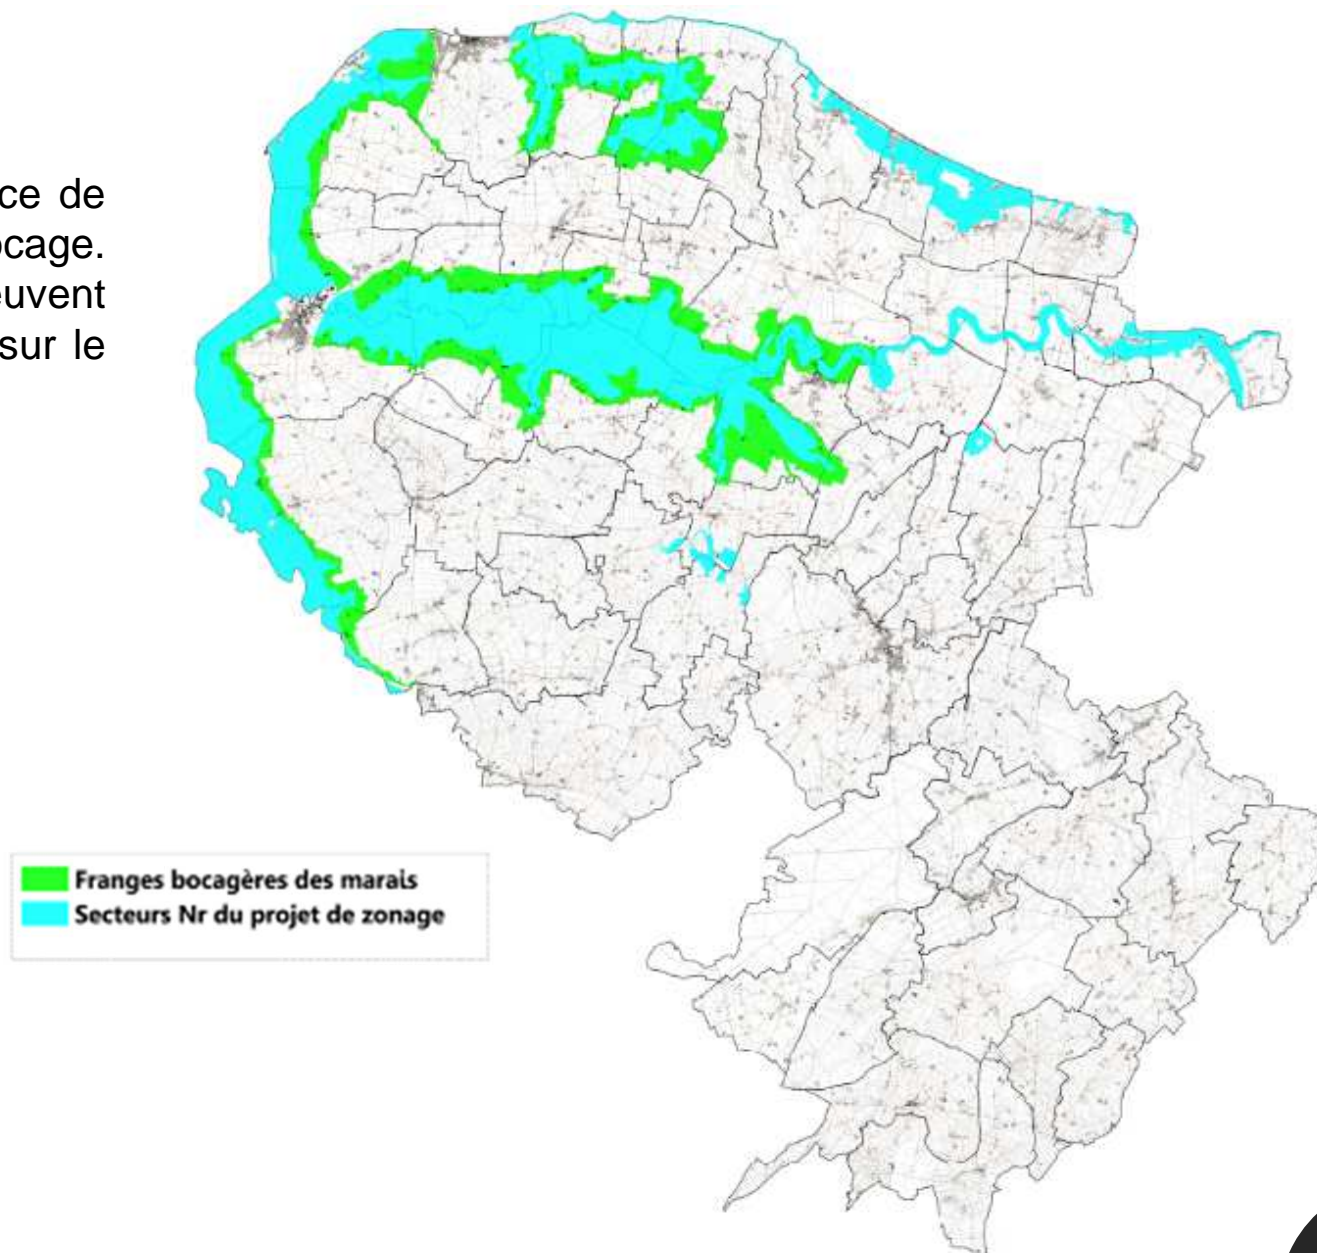 ce de
ocage.
euvent
sur le
Franges bocagères des marais
Secteurs Nr du projet de zonage